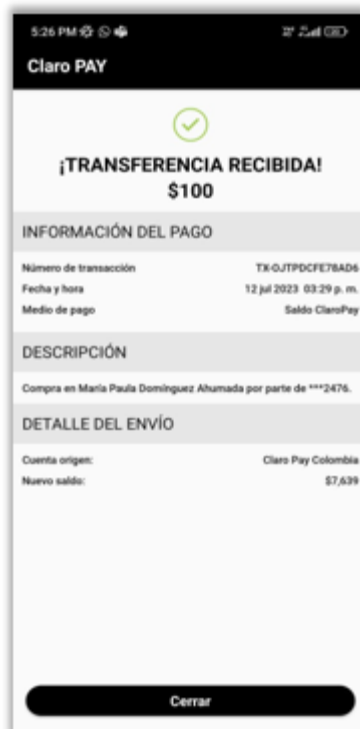 5:26 PM
Claro PAY
¡TRANSFERENCIA RECIBIDA!
$100
INFORMACIÓN DEL PAGO
Número de transacción TX-OJTPDCFE78AD6
Fecha y hora 12 jul 2023 03:29 p. m.
Medio de pago Saldo ClaroPay
DESCRIPCIÓN
Compra en María Paula Domínguez Ahumada por parte de ***2476.
DETALLE DEL ENVÍO
Cuenta origen: Claro Pay Colombia
Nuevo saldo: $7,639
Cerrar